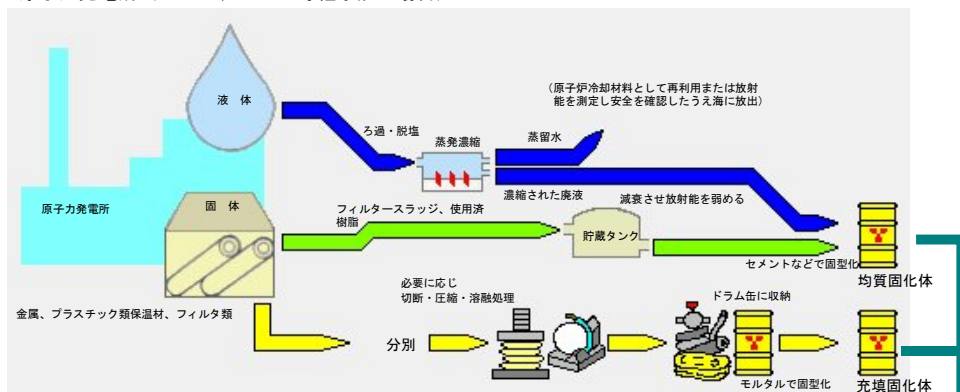 液 体
(原子炉冷却材料として再利用または放射
能を測定し安全を確認したうえ海に放出)
ろ過・脱塩
蒸発濃縮
蒸留水
濃縮された廃液
減衰させ放射能を弱める
原子力発電所
固 体
フィルタースラッジ、使用済
樹脂
貯蔵タンク
セメントなどで固型化
均質固化体
金属、プラスチック類保温材、フィルタ類
必要に応じ
切断・圧縮・溶融処理
分別
ドラム缶に収納
モルタルで固型化
充填固化体